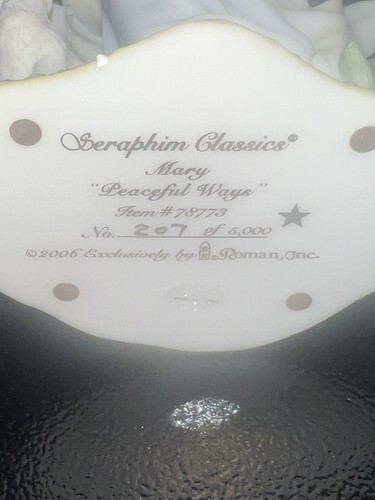 Seraphim Classics®
Mary
"Peaceful Ways"
Item # 78773
No. 207 of 5,000
©2006 Exclusively by Roman, Inc.